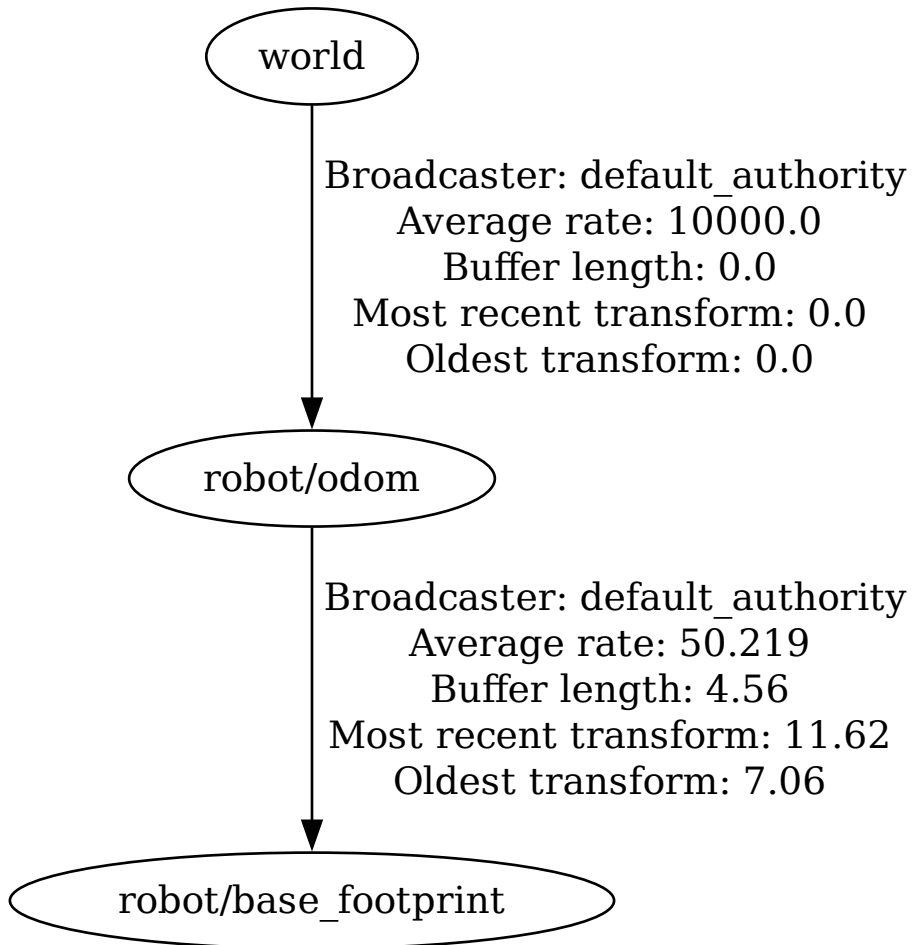 world
Broadcaster: default_authority
Average rate: 10000.0
Buffer length: 0.0
Most recent transform: 0.0
Oldest transform: 0.0
robot/odom
Broadcaster: default_authority
Average rate: 50.219
Buffer length: 4.56
Most recent transform: 11.62
Oldest transform: 7.06
robot/base_footprint